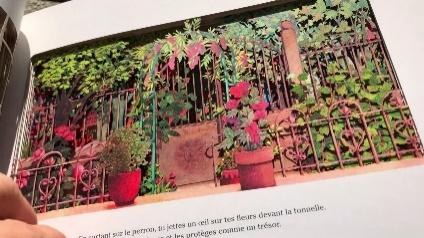 En sortant sur le perron, tu jettes un œil sur tes fleurs devant la tonnelle.
et les protèges comme un trésor.